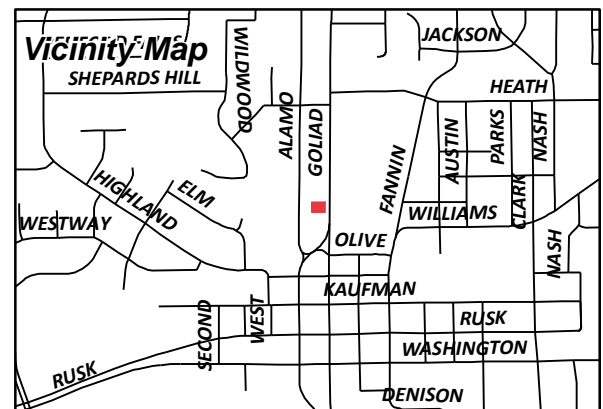 JACKSON
Vicinity Map
SHEPARDS HILL
WILDWOOD
HEATH
ALAMO
GOLIAD
AUSTIN
PARKS
NASH
FANNIN
HIGHLAND
ELM
CLARK
WILLIAMS
WESTWAY
OLIVE
NASH
KAUFMAN
SECOND
WEST
RUSK
WASHINGTON
RUSK
DENISON